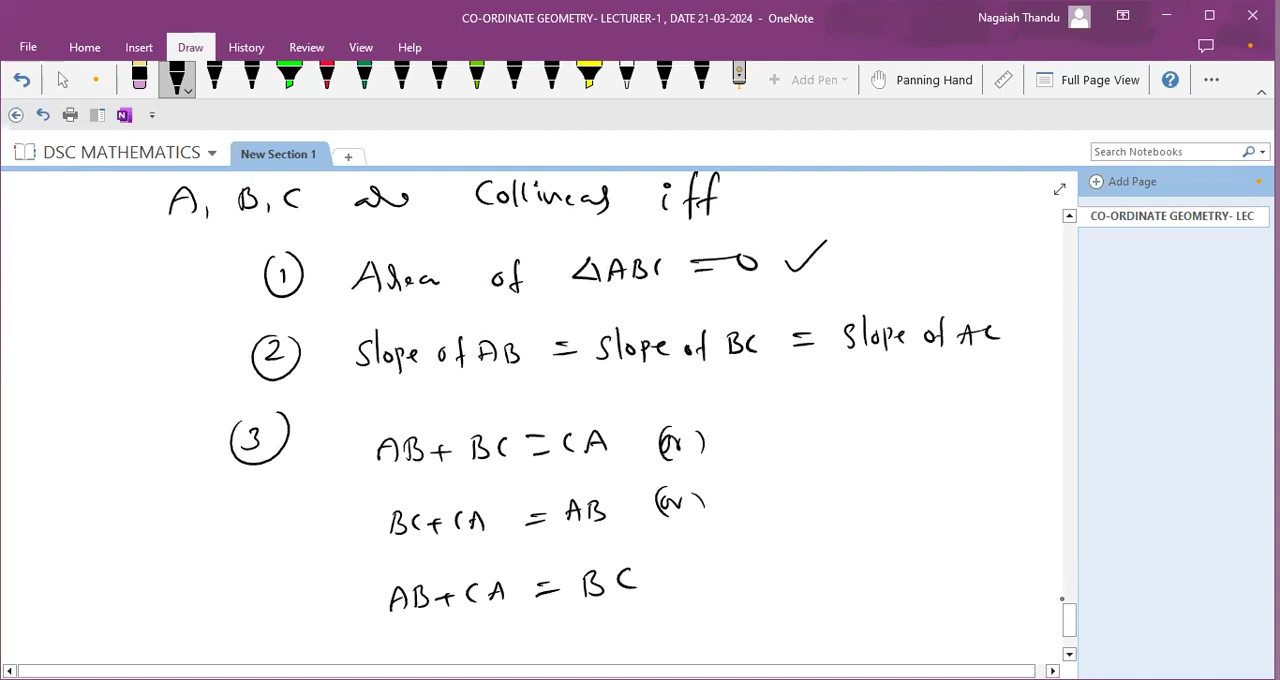 CO-ORDINATE GEOMETRY- LECTURER-1 , DATE 21-03-2024 - OneNote
Nagaiah Thandu
File Home Insert Draw History Review View Help
Add Pen
Panning Hand
Full Page View
DSC MATHEMATICS
New Section 1
Search Notebooks
Add Page
CO-ORDINATE GEOMETRY- LEC
A, B, C are Collinear iff
① Area of △ABC = 0 ✓
② Slope of AB = Slope of BC = Slope of AC
③ AB + BC = CA (or)
BC + CA = AB (or)
AB + CA = BC